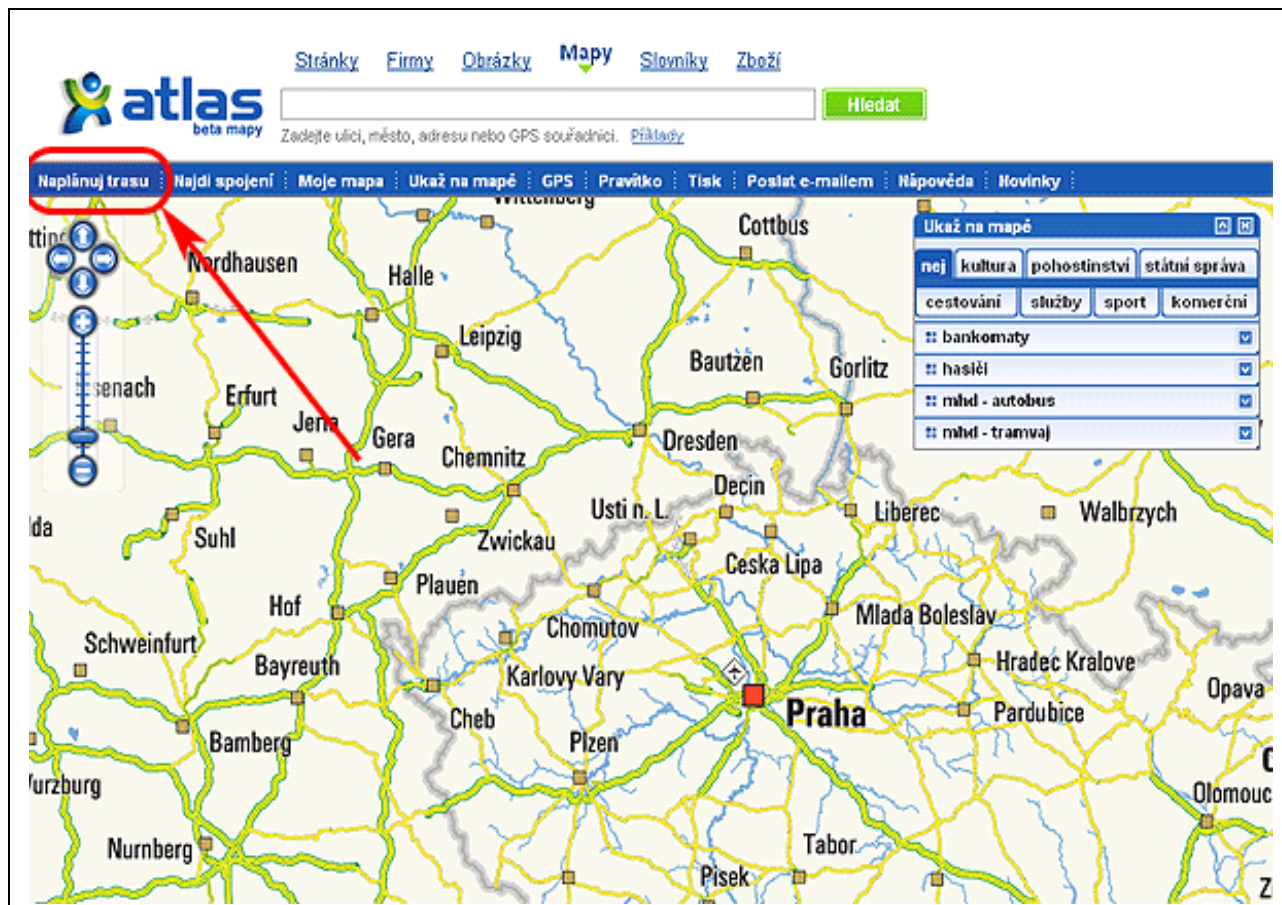 Stránky Firmy Obrázky Mapy Slovníky Zboží
atlas
beta mapy
Hledat
Zadejte ulici, město, adresu nebo GPS souřadnici. Příklady
Naplánuj trasu Najdi spojení Moje mapa Ukaž na mapě GPS Pravítko Tisk Poslat e-mailem Nápověda Novinky
Wittenberg
Cottbus
Ukaž na mapě
nej kultura pohostinství státní správa
cestování služby sport komerční
bankomaty
hasiči
mhd - autobus
mhd - tramvaj
Nordhausen
Halle
Leipzig
Bautzen
Gorlitz
senach
Erfurt
Jena
Gera
Chemnitz
Dresden
Decin
Usti n. L.
Liberec
Walbrzych
da
Suhl
Zwickau
Ceska Lipa
Plauen
Hof
Chomutov
Mlada Boleslav
Schweinfurt
Bayreuth
Karlovy Vary
Hradec Kralove
Opava
Cheb
Praha
Pardubice
Bamberg
Plzen
Wurzburg
Olomouc
Nurnberg
Tabor
Pisek